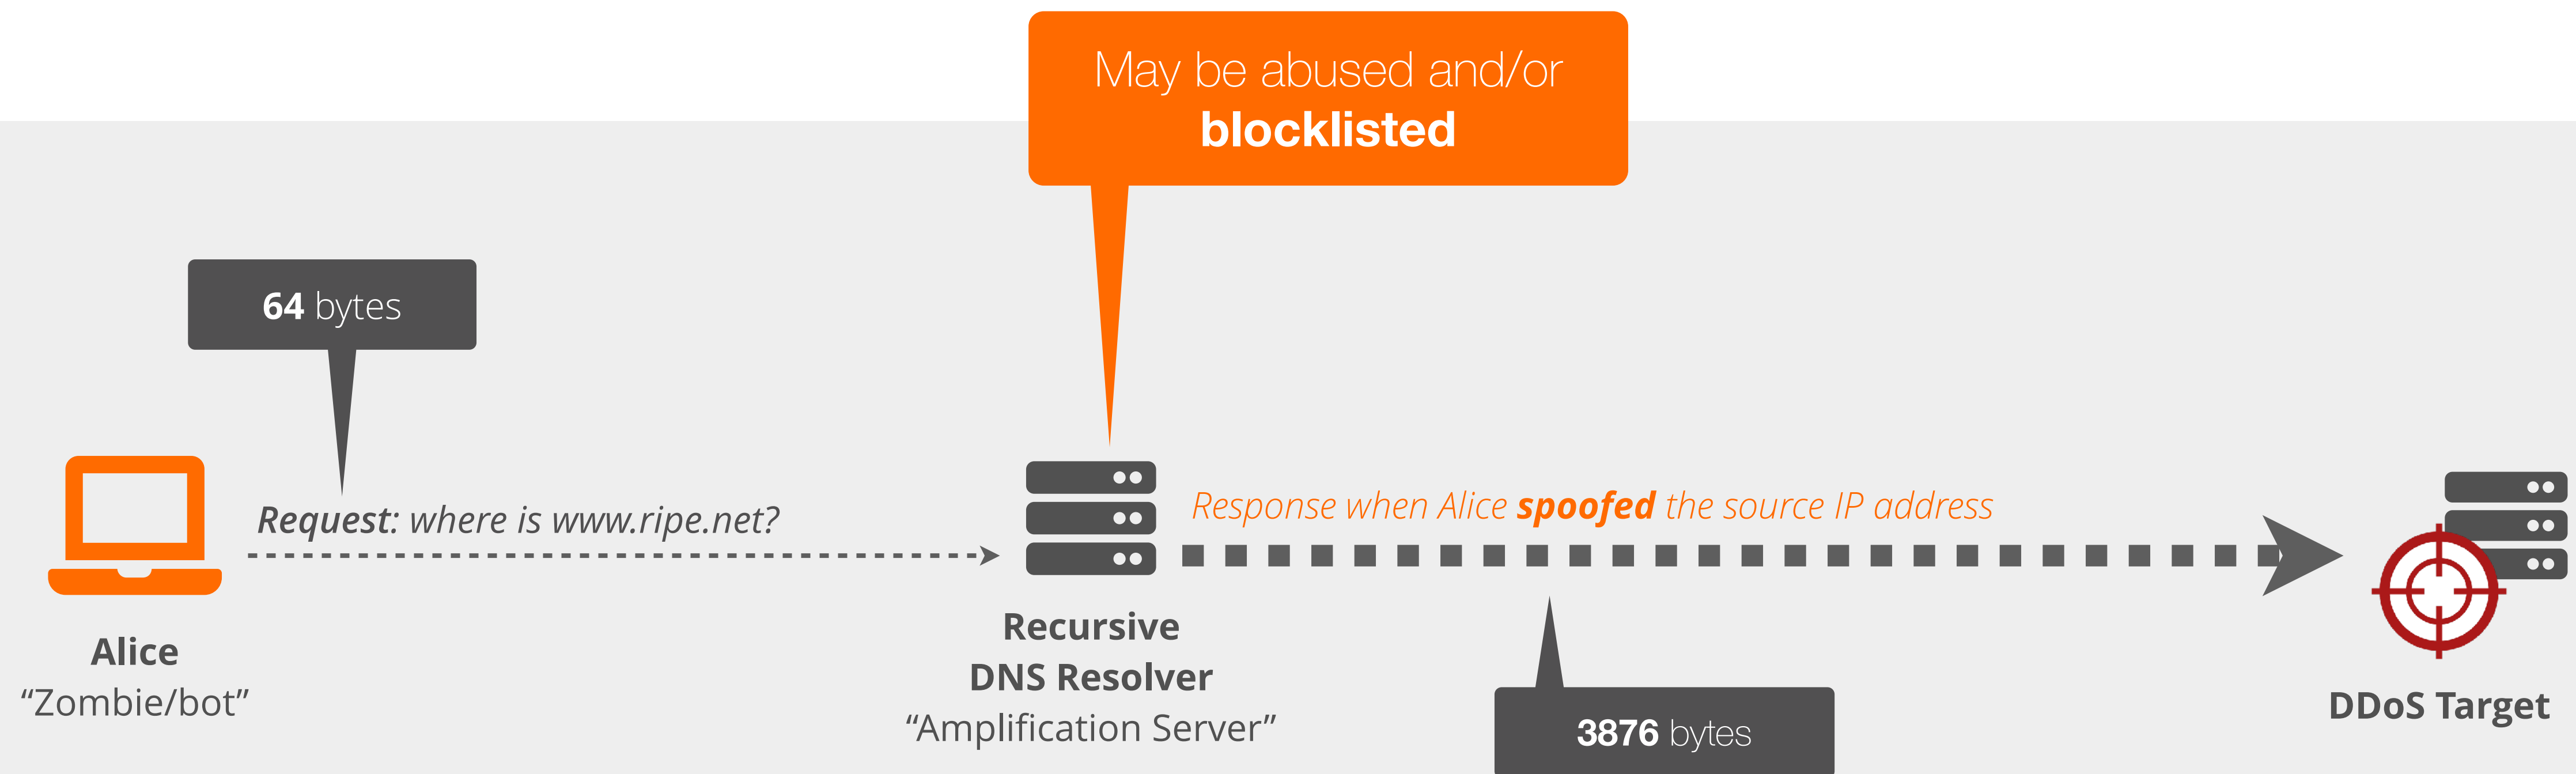 May be abused and/or
blocklisted
64 bytes
Request: where is www.ripe.net?
Response when Alice spoofed the source IP address
Alice
“Zombie/bot”
Recursive
DNS Resolver
“Amplification Server”
3876 bytes
DDoS Target